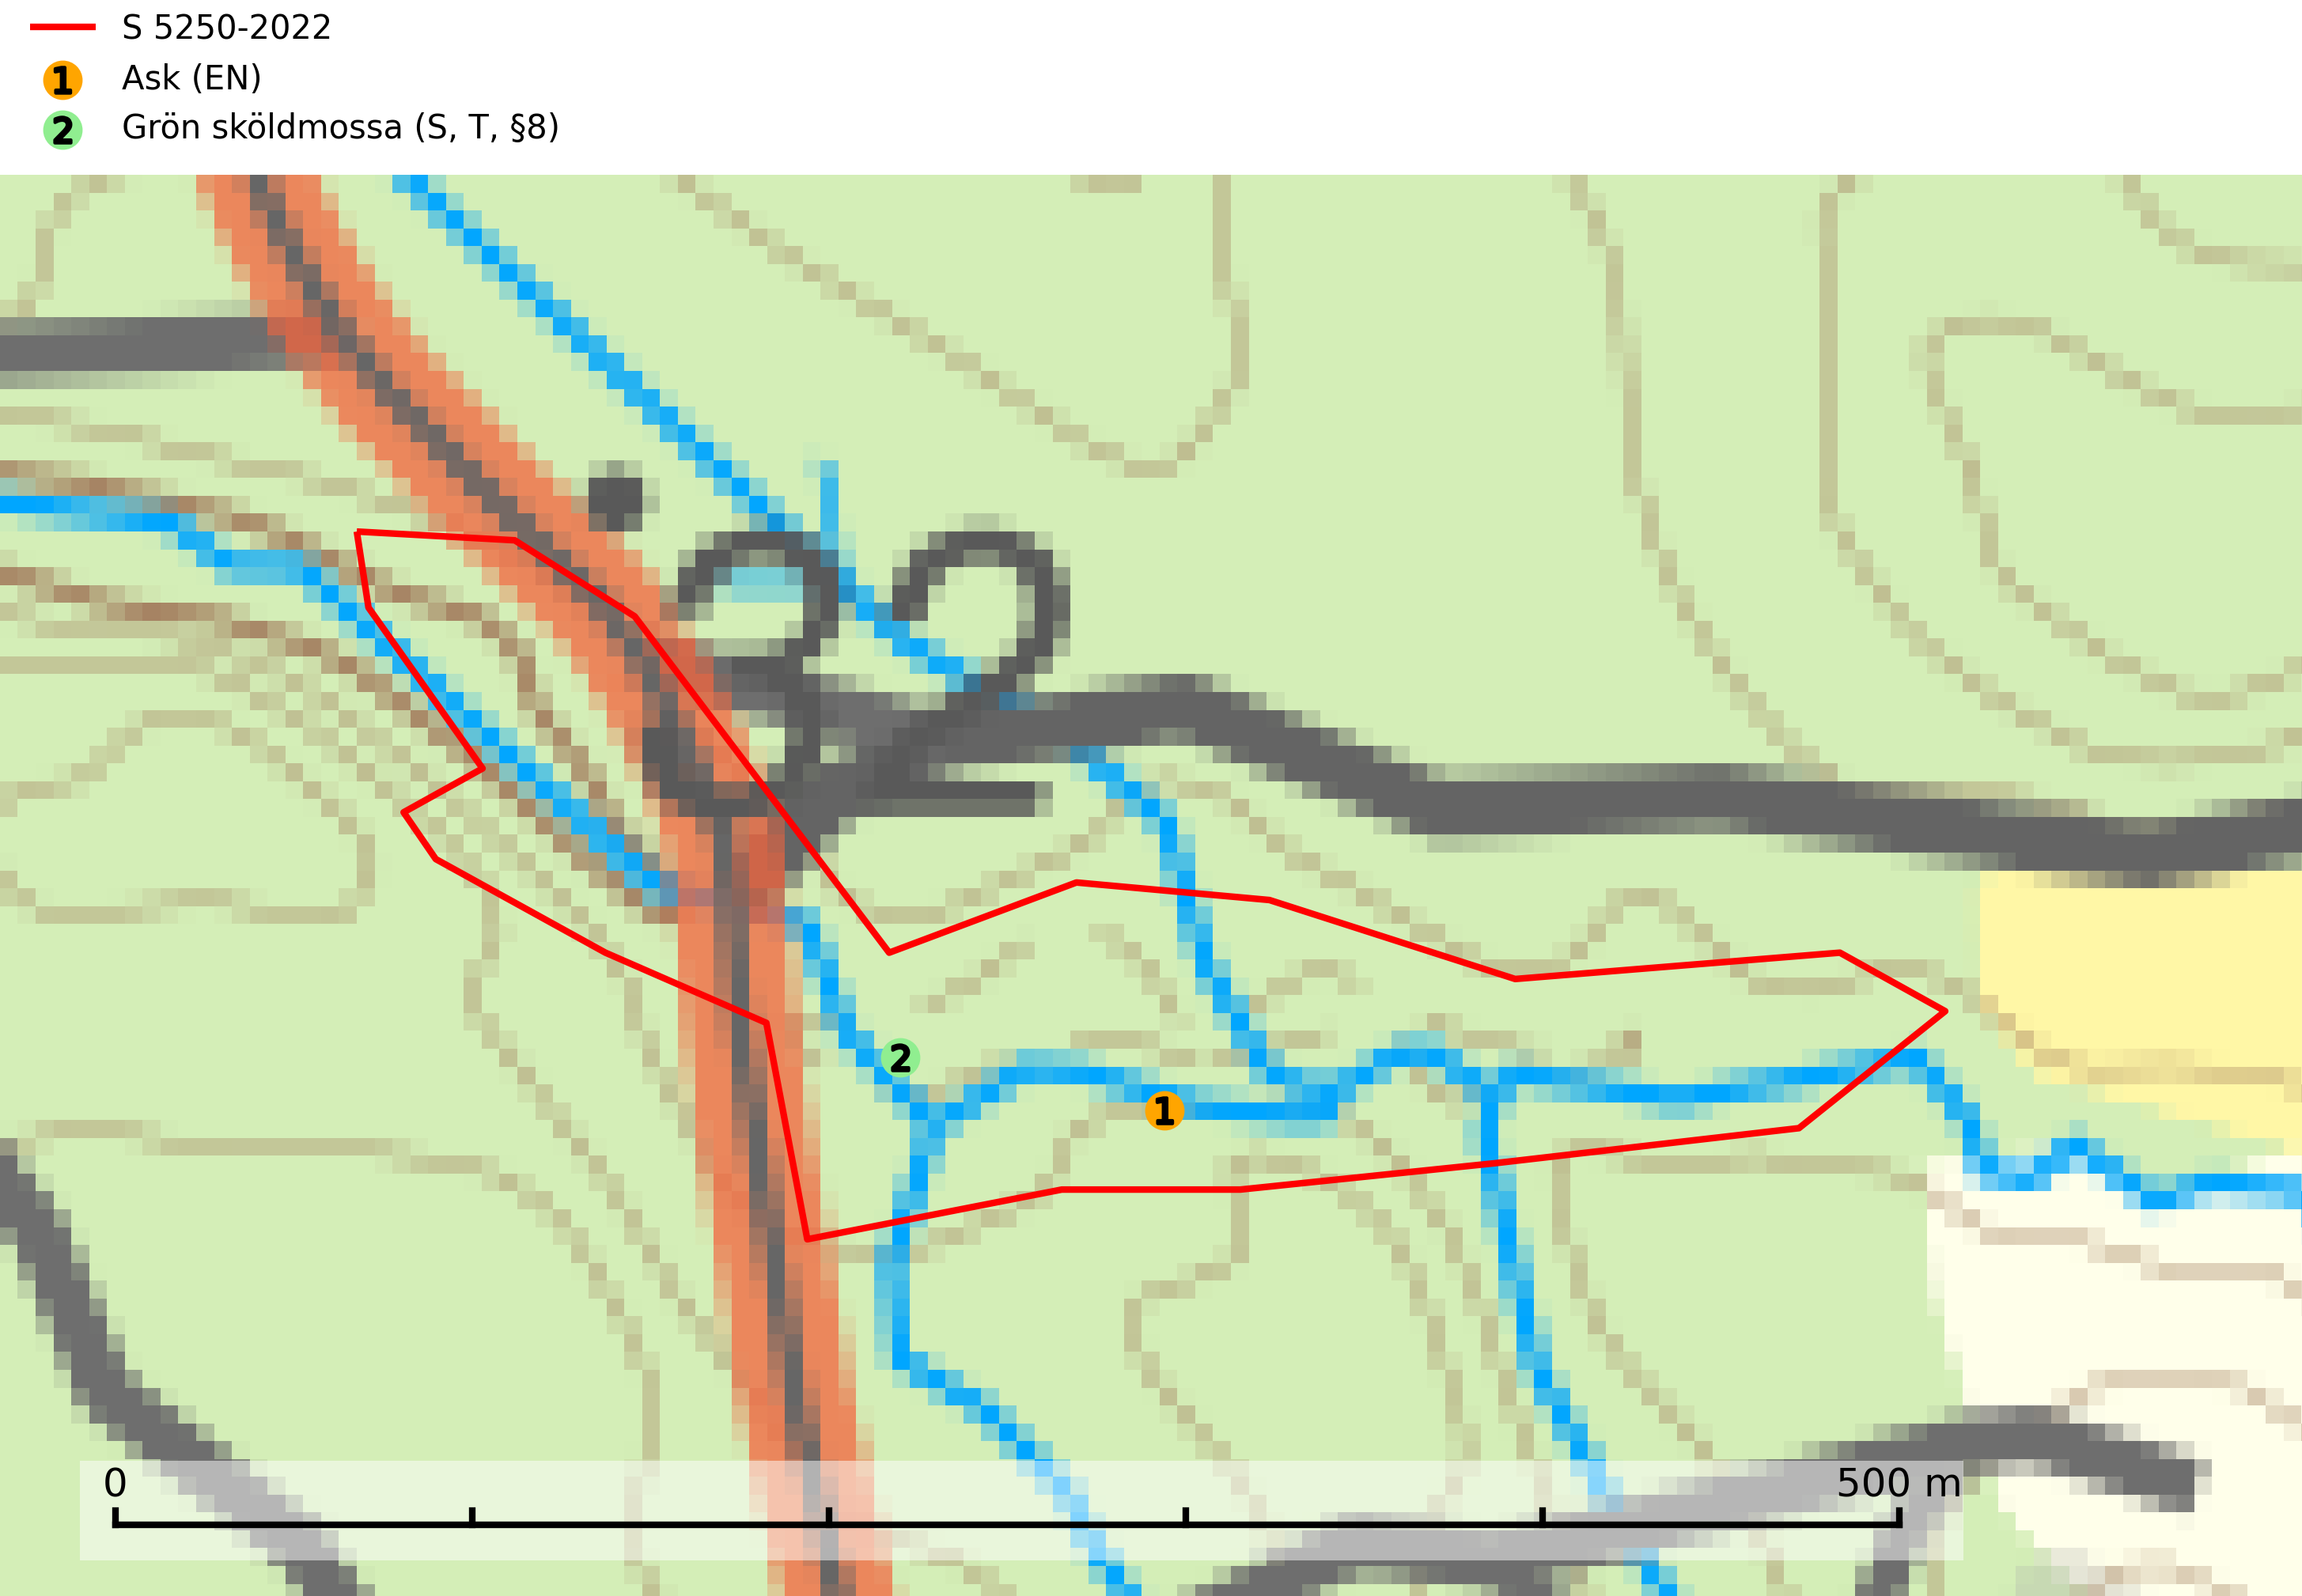 S 5250-2022
1 Ask (EN)
2 Grön sköldmossa (S, T, §8)
2
1
0 500 m